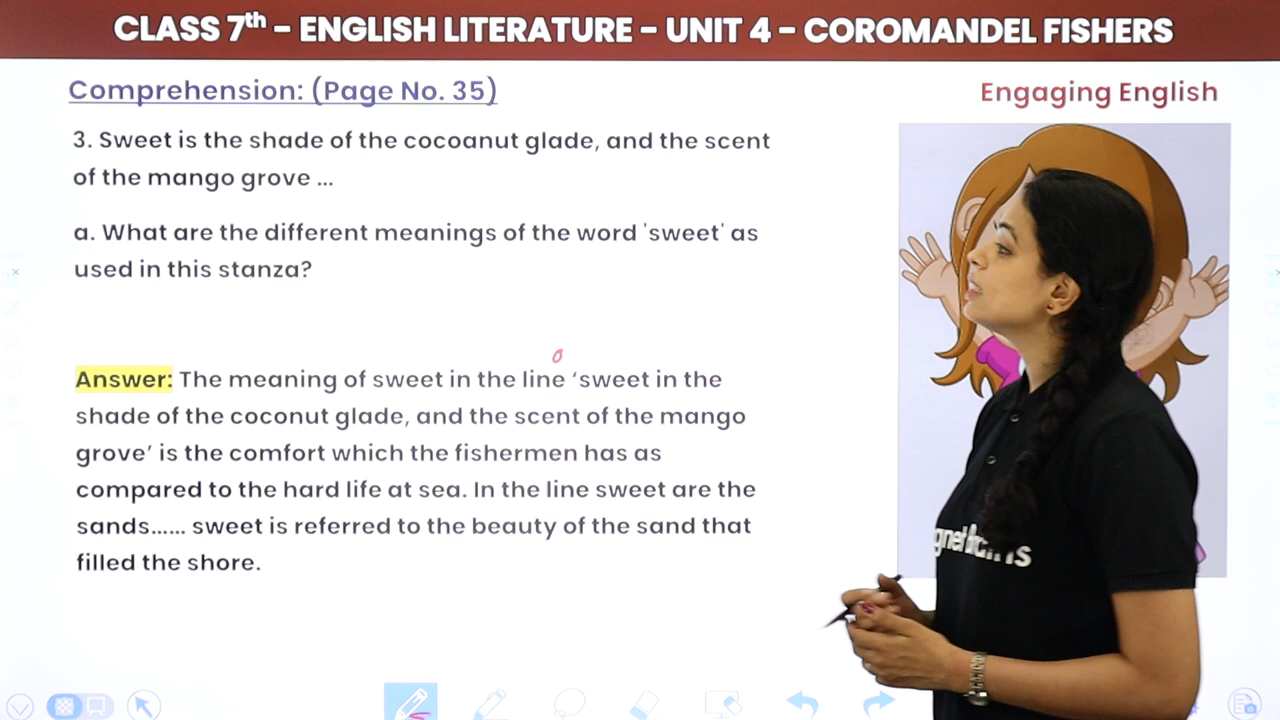 CLASS 7th – ENGLISH LITERATURE – UNIT 4 – COROMANDEL FISHERS
Comprehension: (Page No. 35)
Engaging English
3. Sweet is the shade of the cocoanut glade, and the scent
of the mango grove ...
a. What are the different meanings of the word 'sweet' as
used in this stanza?
Answer: The meaning of sweet in the line ‘sweet in the
shade of the coconut glade, and the scent of the mango
grove’ is the comfort which the fishermen has as
compared to the hard life at sea. In the line sweet are the
sands...... sweet is referred to the beauty of the sand that
filled the shore.